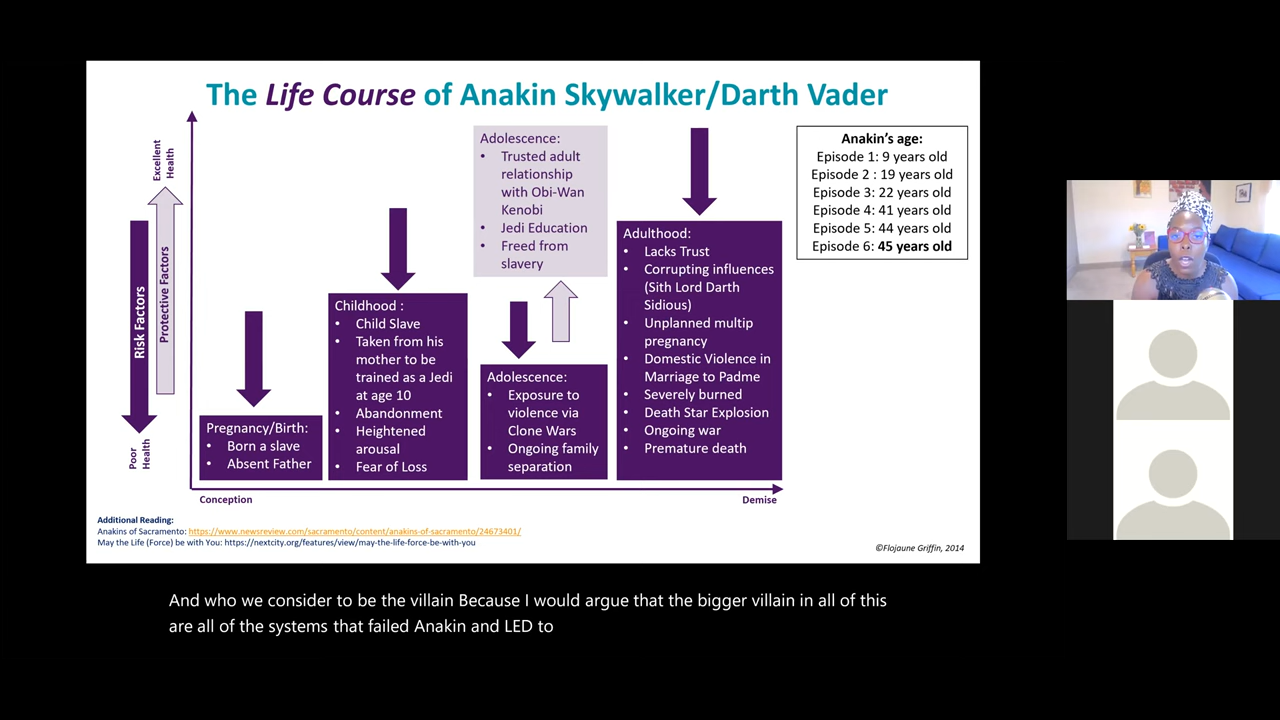 The Life Course of Anakin Skywalker/Darth Vader
Excellent
Health
Risk Factors
Protective Factors
Poor
Health
Pregnancy/Birth:
• Born a slave
• Absent Father
Childhood :
• Child Slave
• Taken from his
mother to be
trained as a Jedi
at age 10
• Abandonment
• Heightened
arousal
• Fear of Loss
Adolescence:
• Trusted adult
relationship
with Obi-Wan
Kenobi
• Jedi Education
• Freed from
slavery
Adolescence:
• Exposure to
violence via
Clone Wars
• Ongoing family
separation
Adulthood:
• Lacks Trust
• Corrupting influences
(Sith Lord Darth
Sidious)
• Unplanned multip
pregnancy
• Domestic Violence in
Marriage to Padme
• Severely burned
• Death Star Explosion
• Ongoing war
• Premature death
Anakin's age:
Episode 1: 9 years old
Episode 2 : 19 years old
Episode 3: 22 years old
Episode 4: 41 years old
Episode 5: 44 years old
Episode 6: 45 years old
Conception
Demise
Additional Reading:
Anakins of Sacramento: https://www.newsreview.com/sacramento/content/anakins-of-sacramento/24673401/
May the Life (Force) be with You: https://nextcity.org/features/view/may-the-life-force-be-with-you
©Flojaune Griffin, 2014
And who we consider to be the villain Because I would argue that the bigger villain in all of this
are all of the systems that failed Anakin and LED to